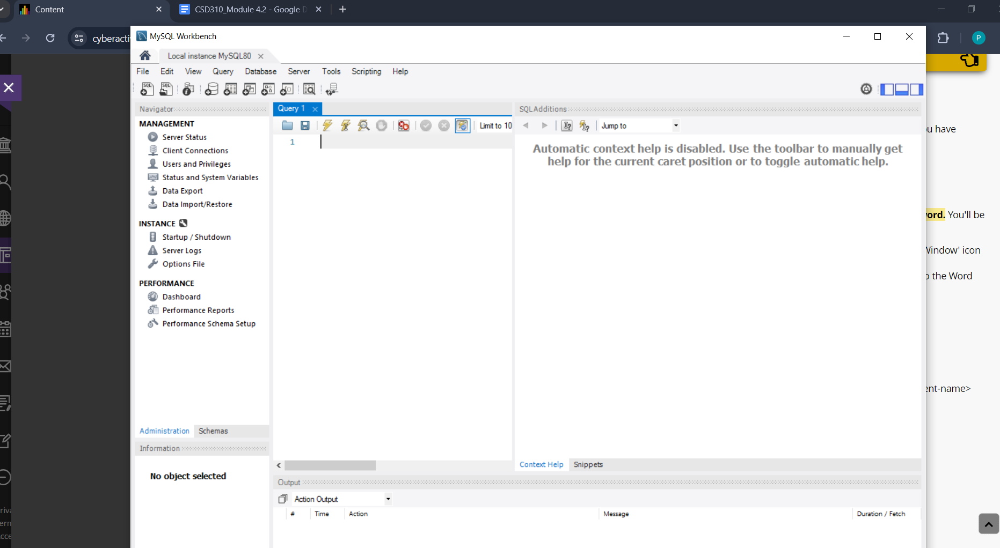 Content
CSD310_Module 4.2 - Google D
cyberacti
P
MySQL Workbench
Local instance MySQL80
File Edit View Query Database Server Tools Scripting Help
SQL SQL
Navigator
MANAGEMENT
Server Status
Client Connections
Users and Privileges
Status and System Variables
Data Export
Data Import/Restore
INSTANCE
Startup / Shutdown
Server Logs
Options File
PERFORMANCE
Dashboard
Performance Reports
Performance Schema Setup
Administration Schemas
Information
No object selected
Query 1
Limit to 10
1
SQLAdditions
Jump to
Automatic context help is disabled. Use the toolbar to manually get
help for the current caret position or to toggle automatic help.
Context Help Snippets
Output
Action Output
# Time Action Message Duration / Fetch
u have
ord. You'll be
Window' icon
o the Word
ent-name>
riva
erm
cce